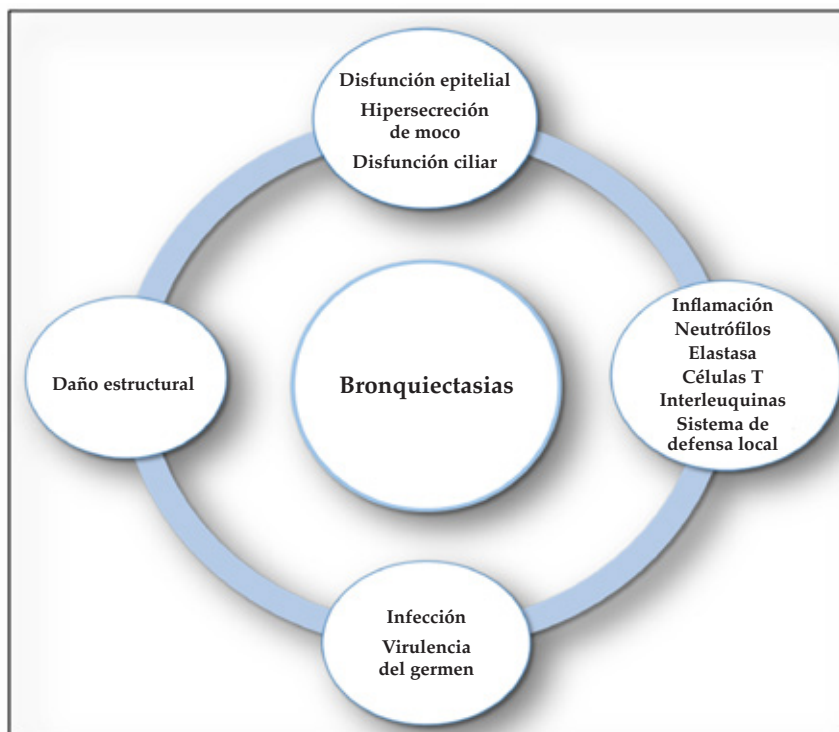 Disfunción epitelial
Hipersecreción
de moco
Disfunción ciliar
Inflamación
Neutrófilos
Elastasa
Células T
Interleuquinas
Sistema de
defensa local
Daño estructural
Bronquiectasias
Infección
Virulencia
del germen